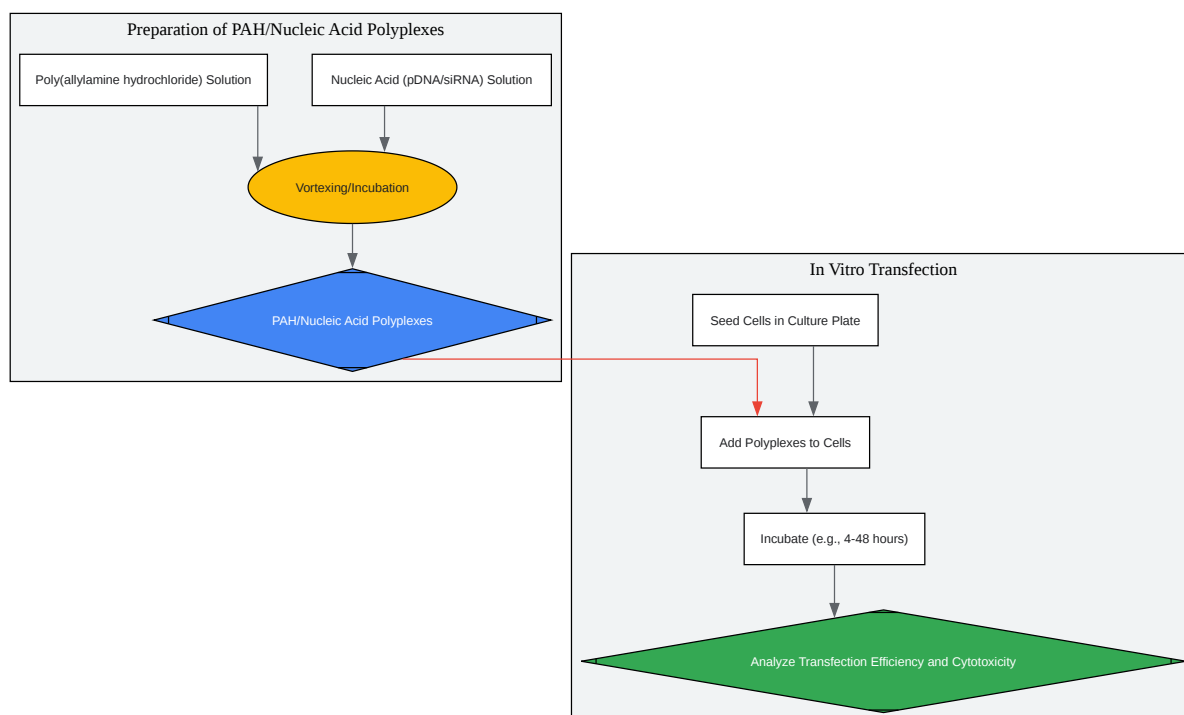 Preparation of PAH/Nucleic Acid Polyplexes
Poly(allylamine hydrochloride) Solution
Nucleic Acid (pDNA/siRNA) Solution
Vortexing/Incubation
PAH/Nucleic Acid Polyplexes
In Vitro Transfection
Seed Cells in Culture Plate
Add Polyplexes to Cells
Incubate (e.g., 4-48 hours)
Analyze Transfection Efficiency and Cytotoxicity